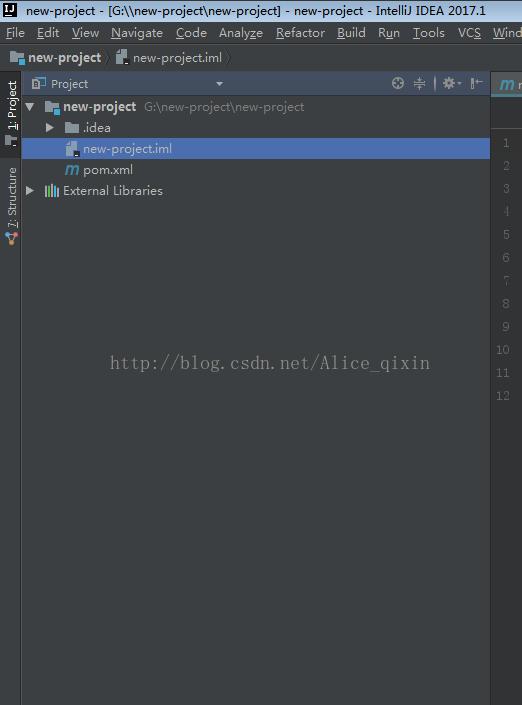 new-project - [G:\\new-project\new-project] - new-project - IntelliJ IDEA 2017.1
File Edit View Navigate Code Analyze Refactor Build Run Tools VCS Wind
new-project new-project.iml
1: Project
Project
new-project G:\new-project\new-project
.idea
new-project.iml
pom.xml
External Libraries
7: Structure
http://blog.csdn.net/Alice_qixin
1
2
3
4
5
6
7
8
9
10
11
12